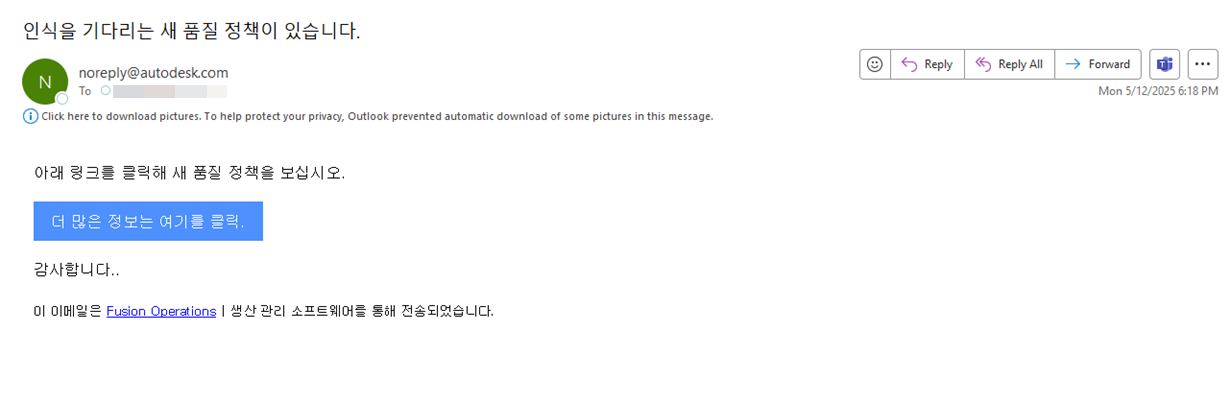 인식을 기다리는 새 품질 정책이 있습니다.
N
noreply@autodesk.com
To
Reply
Reply All
Forward
Mon 5/12/2025 6:18 PM
Click here to download pictures. To help protect your privacy, Outlook prevented automatic download of some pictures in this message.
아래 링크를 클릭해 새 품질 정책을 보십시오.
더 많은 정보는 여기를 클릭.
감사합니다..
이 이메일은 Fusion Operations | 생산 관리 소프트웨어를 통해 전송되었습니다.